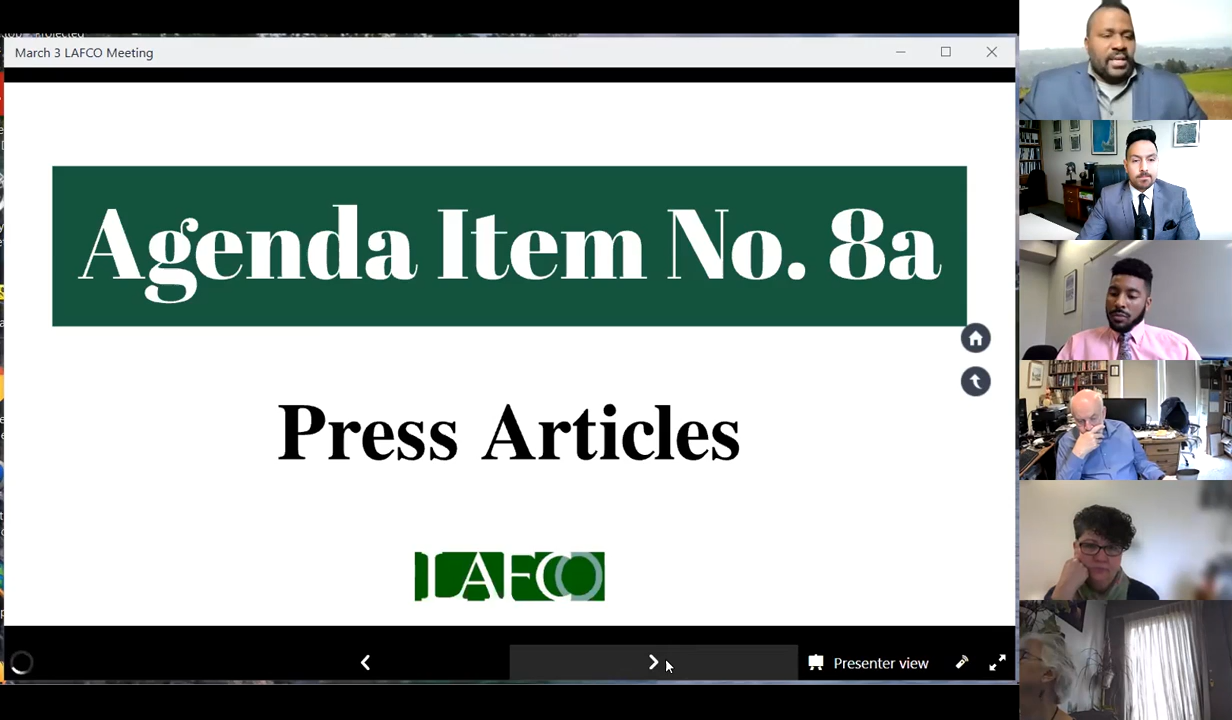 March 3 LAFCO Meeting
Agenda Item No. 8a
Press Articles
LAFCO
Presenter view